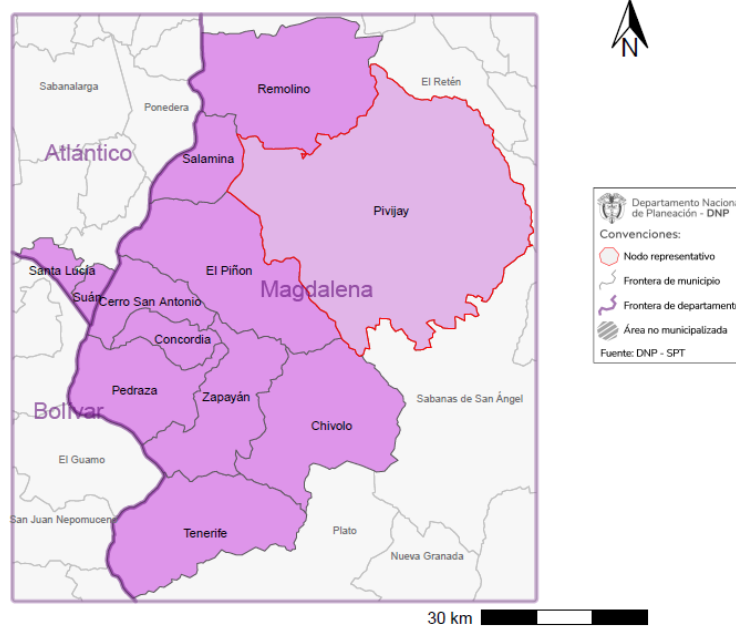 N
Remolino
El Retén
Sabanalarga
Ponedera
Atlántico
Salamina
Pivijay
Santa Lucía
El Piñon
Magdalena
Suán
Cerro San Antonio
Concordia
Pedraza
Zapayán
Bolívar
Chivolo
Sabanas de San Ángel
El Guamo
San Juan Nepomucen
Tenerife
Plato
Nueva Granada
Departamento Nacional
de Planeación - DNP
Convenciones:
Nodo representativo
Frontera de municipio
Frontera de departamento
Área no municipalizada
Fuente: DNP - SPT
30 km